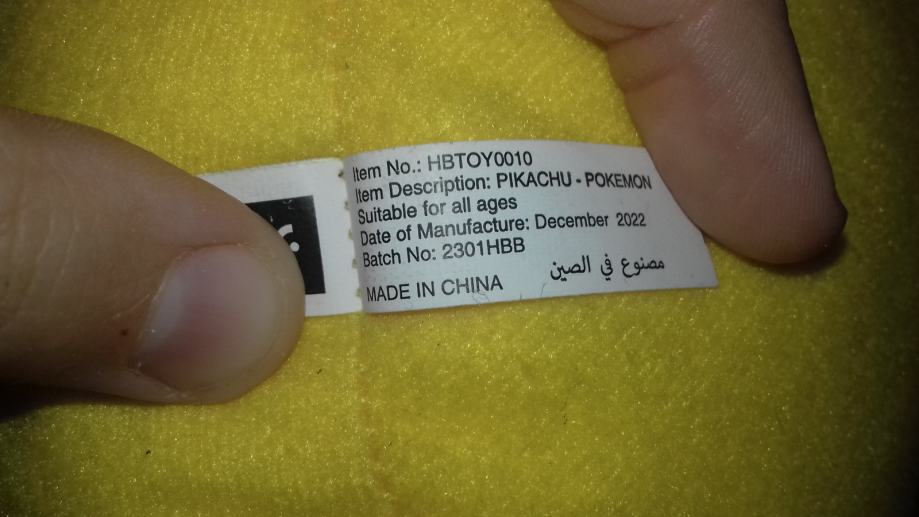 Item No.: HBTOY0010
Item Description: PIKACHU - POKEMON
Suitable for all ages
Date of Manufacture: December 2022
Batch No: 2301HBB
MADE IN CHINA مصنوع في الصين